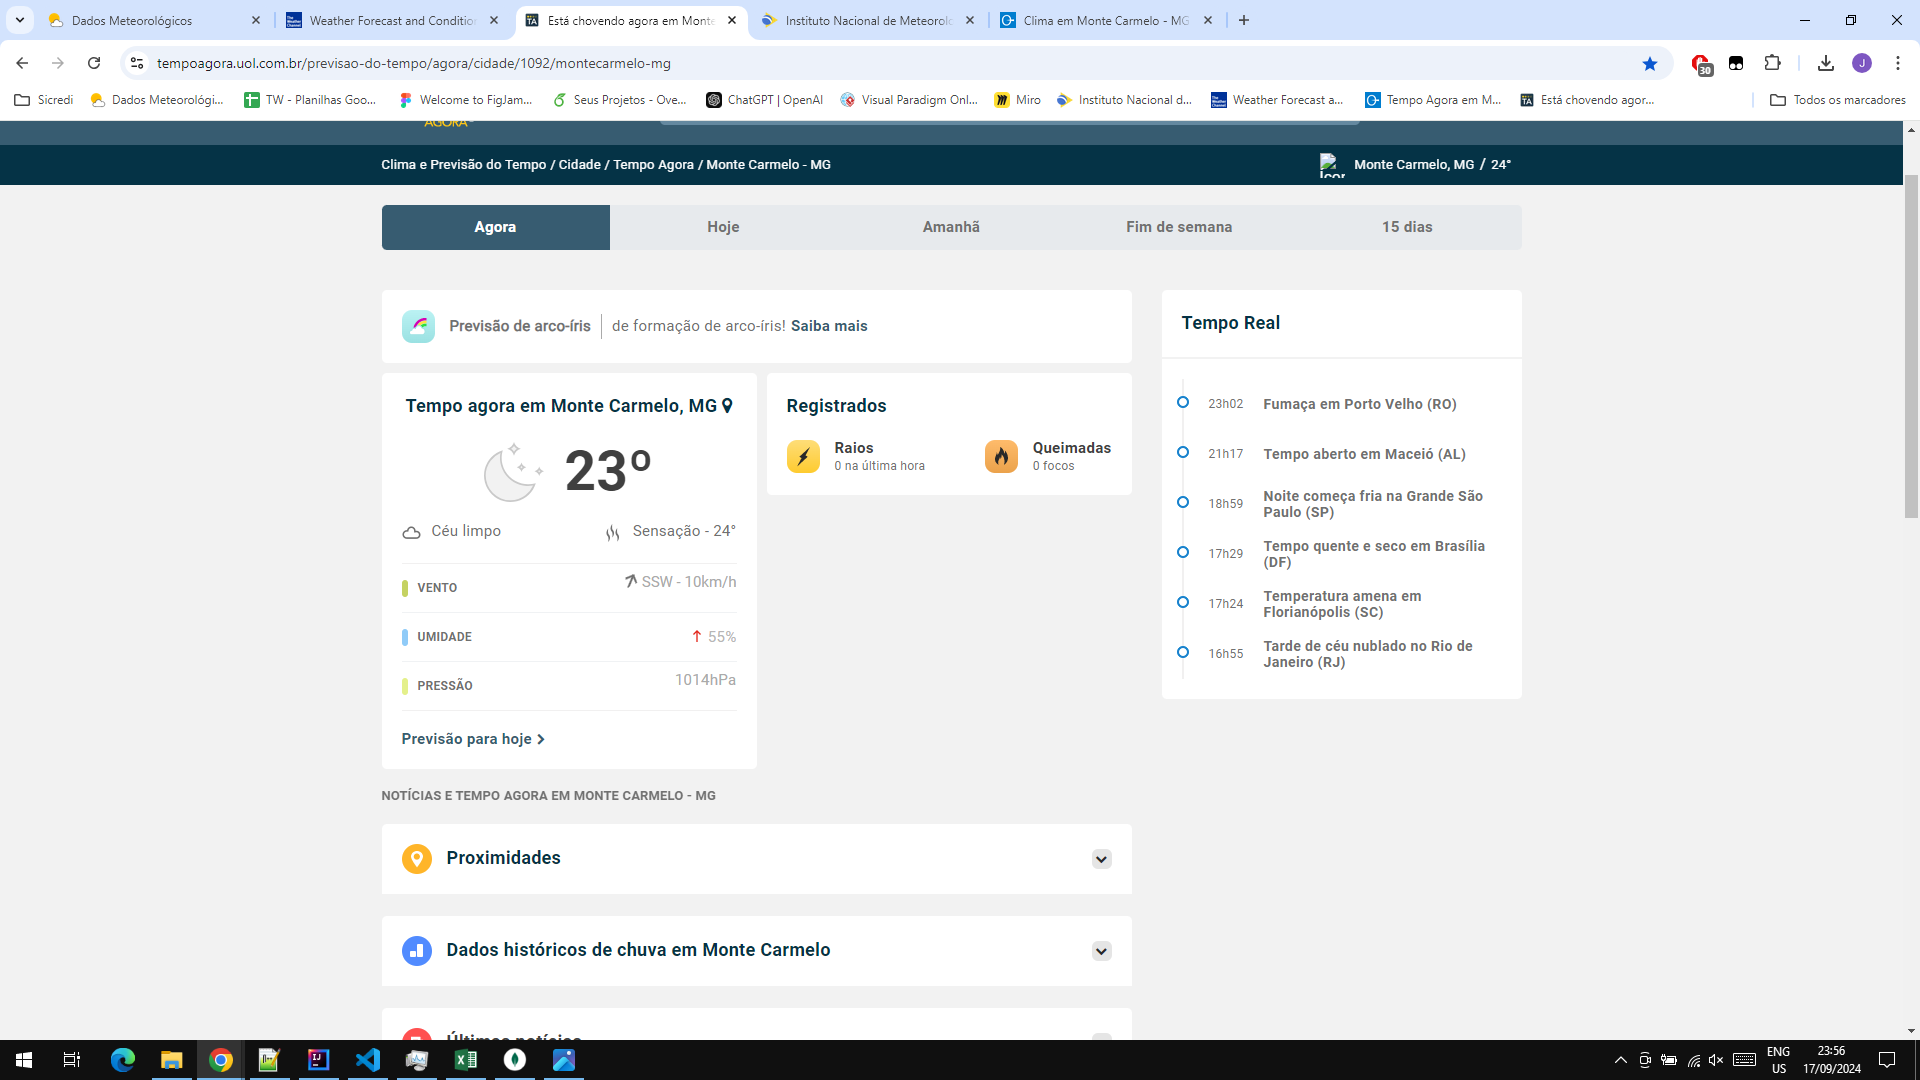 Dados Meteorológicos
Weather Forecast and Conditio
Está chovendo agora em Monte
Instituto Nacional de Meteorolo
Clima em Monte Carmelo - MG
tempoagora.uol.com.br/previsao-do-tempo/agora/cidade/1092/montecarmelo-mg
30
J
Sicredi
Dados Meteorológi...
TW - Planilhas Goo...
Welcome to FigJam...
Seus Projetos - Ove...
ChatGPT | OpenAI
Visual Paradigm Onl...
Miro
Instituto Nacional d...
Weather Forecast a...
Tempo Agora em M...
Está chovendo agor...
Todos os marcadores
AGORA
Clima e Previsão do Tempo / Cidade / Tempo Agora / Monte Carmelo - MG
Monte Carmelo, MG / 24°
Agora
Hoje
Amanhã
Fim de semana
15 dias
Previsão de arco-íris
de formação de arco-íris! Saiba mais
Tempo agora em Monte Carmelo, MG
23º
Céu limpo
Sensação - 24°
VENTO
SSW - 10km/h
UMIDADE
55%
PRESSÃO
1014hPa
Previsão para hoje
Registrados
Raios
0 na última hora
Queimadas
0 focos
Tempo Real
23h02
Fumaça em Porto Velho (RO)
21h17
Tempo aberto em Maceió (AL)
18h59
Noite começa fria na Grande São
Paulo (SP)
17h29
Tempo quente e seco em Brasília
(DF)
17h24
Temperatura amena em
Florianópolis (SC)
16h55
Tarde de céu nublado no Rio de
Janeiro (RJ)
NOTÍCIAS E TEMPO AGORA EM MONTE CARMELO - MG
Proximidades
Dados históricos de chuva em Monte Carmelo
Últimas notícias
ENG
US
23:56
17/09/2024